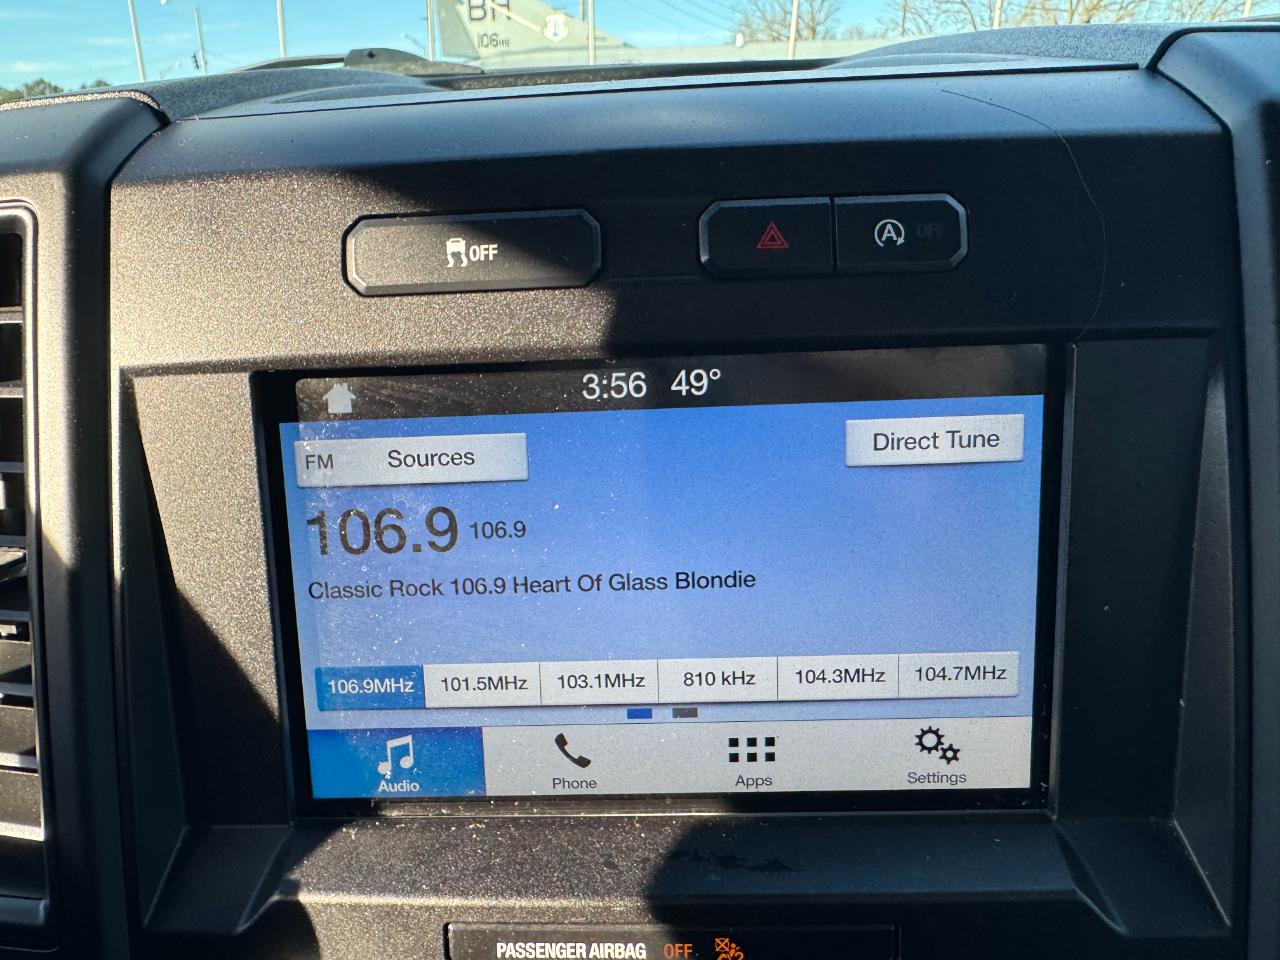 BH
106RS
OFF
A OFF
3:56 49°
FM Sources
Direct Tune
106.9 106.9
Classic Rock 106.9 Heart Of Glass Blondie
106.9MHz 101.5MHz 103.1MHz 810 kHz 104.3MHz 104.7MHz
Audio Phone Apps Settings
PASSENGER AIRBAG OFF